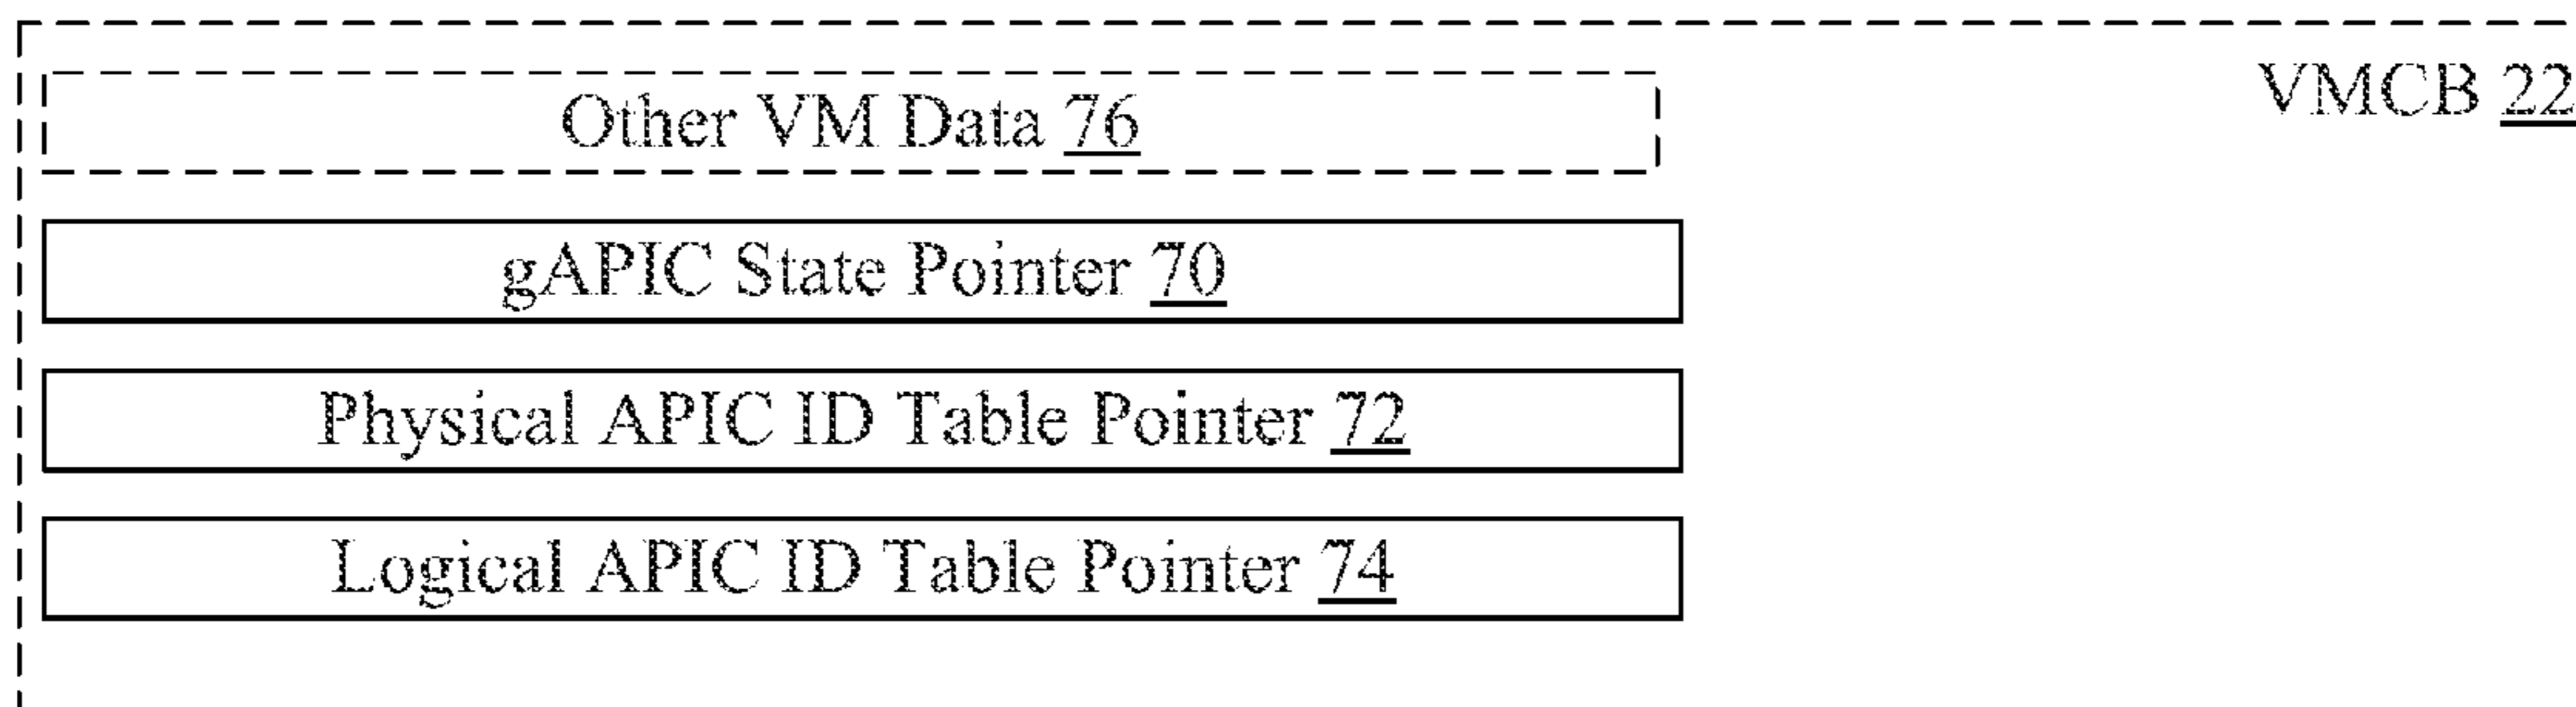 VMCB 22
Other VM Data 76
gAPIC State Pointer 70
Physical APIC ID Table Pointer 72
Logical APIC ID Table Pointer 74